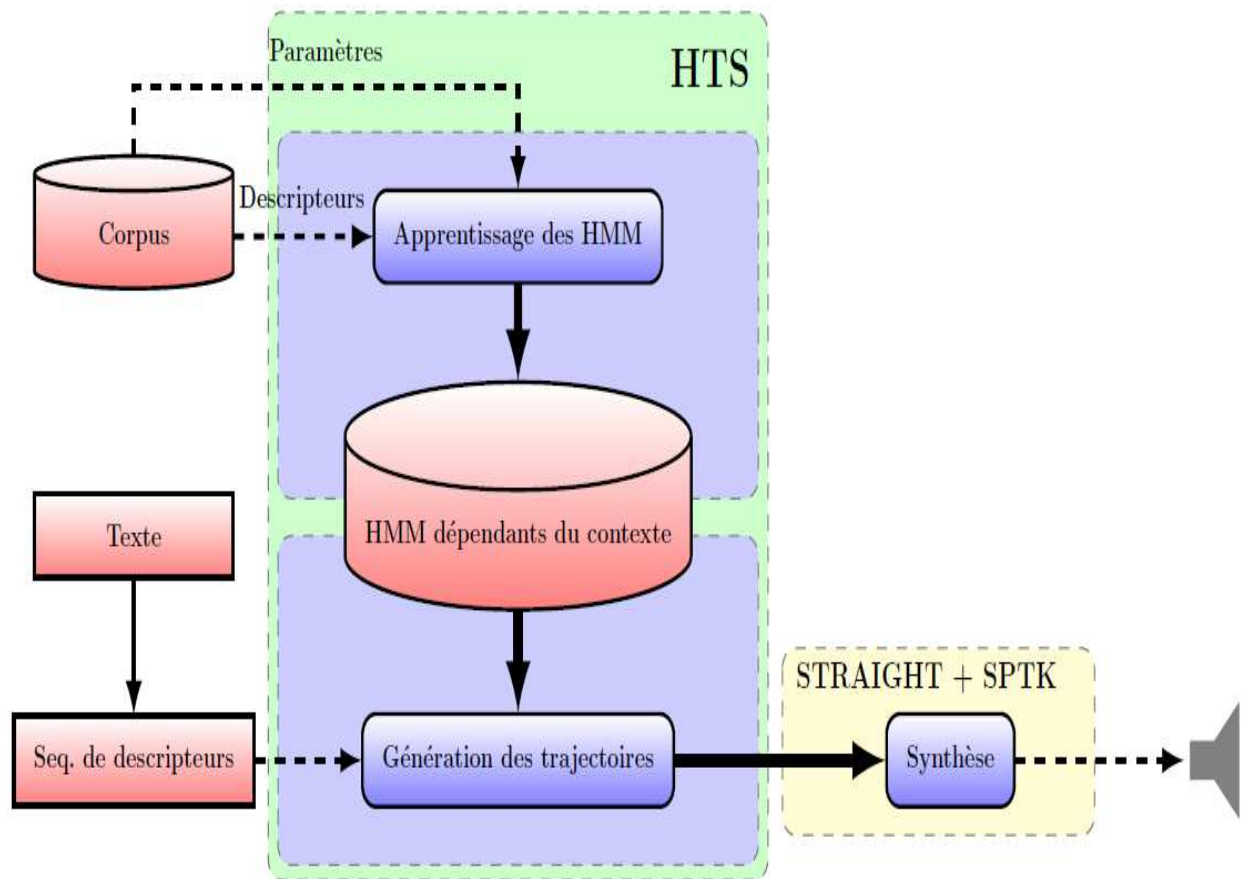 Paramètres
HTS
Descripteurs
Corpus
Apprentissage des HMM
Texte
HMM dépendants du contexte
STRAIGHT + SPTK
Seq. de descripteurs
Génération des trajectoires
Synthèse